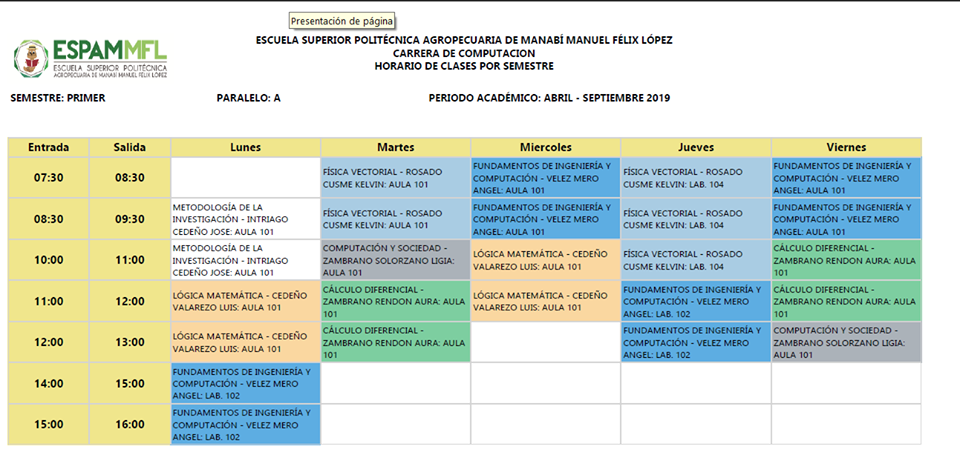 Presentación de página
ESPAMMFL
ESCUELA SUPERIOR POLITÉCNICA
AGROPECUARIA DE MANABÍ MANUEL FÉLIX LÓPEZ
ESCUELA SUPERIOR POLITÉCNICA AGROPECUARIA DE MANABÍ MANUEL FÉLIX LÓPEZ
CARRERA DE COMPUTACION
HORARIO DE CLASES POR SEMESTRE
SEMESTRE: PRIMER PARALELO: A PERIODO ACADÉMICO: ABRIL - SEPTIEMBRE 2019
Entrada Salida Lunes Martes Miercoles Jueves Viernes
07:30 08:30
FÍSICA VECTORIAL - ROSADO
CUSME KELVIN: AULA 101
FUNDAMENTOS DE INGENIERÍA Y
COMPUTACIÓN - VELEZ MERO
ANGEL: AULA 101
FÍSICA VECTORIAL - ROSADO
CUSME KELVIN: LAB. 104
FUNDAMENTOS DE INGENIERÍA Y
COMPUTACIÓN - VELEZ MERO
ANGEL: AULA 101
08:30 09:30
METODOLOGÍA DE LA
INVESTIGACIÓN - INTRIAGO
CEDEÑO JOSE: AULA 101
FÍSICA VECTORIAL - ROSADO
CUSME KELVIN: AULA 101
FUNDAMENTOS DE INGENIERÍA Y
COMPUTACIÓN - VELEZ MERO
ANGEL: AULA 101
FÍSICA VECTORIAL - ROSADO
CUSME KELVIN: LAB. 104
FUNDAMENTOS DE INGENIERÍA Y
COMPUTACIÓN - VELEZ MERO
ANGEL: AULA 101
10:00 11:00
METODOLOGÍA DE LA
INVESTIGACIÓN - INTRIAGO
CEDEÑO JOSE: AULA 101
COMPUTACIÓN Y SOCIEDAD -
ZAMBRANO SOLORZANO LIGIA:
AULA 101
LÓGICA MATEMÁTICA - CEDEÑO
VALAREZO LUIS: AULA 101
FÍSICA VECTORIAL - ROSADO
CUSME KELVIN: LAB. 104
CÁLCULO DIFERENCIAL -
ZAMBRANO RENDON AURA: AULA
101
11:00 12:00
LÓGICA MATEMÁTICA - CEDEÑO
VALAREZO LUIS: AULA 101
CÁLCULO DIFERENCIAL -
ZAMBRANO RENDON AURA: AULA
101
LÓGICA MATEMÁTICA - CEDEÑO
VALAREZO LUIS: AULA 101
FUNDAMENTOS DE INGENIERÍA Y
COMPUTACIÓN - VELEZ MERO
ANGEL: LAB. 102
CÁLCULO DIFERENCIAL -
ZAMBRANO RENDON AURA: AULA
101
12:00 13:00
LÓGICA MATEMÁTICA - CEDEÑO
VALAREZO LUIS: AULA 101
CÁLCULO DIFERENCIAL -
ZAMBRANO RENDON AURA: AULA
101
FUNDAMENTOS DE INGENIERÍA Y
COMPUTACIÓN - VELEZ MERO
ANGEL: LAB. 102
COMPUTACIÓN Y SOCIEDAD -
ZAMBRANO SOLORZANO LIGIA:
AULA 101
14:00 15:00
FUNDAMENTOS DE INGENIERÍA Y
COMPUTACIÓN - VELEZ MERO
ANGEL: LAB. 102
15:00 16:00
FUNDAMENTOS DE INGENIERÍA Y
COMPUTACIÓN - VELEZ MERO
ANGEL: LAB. 102